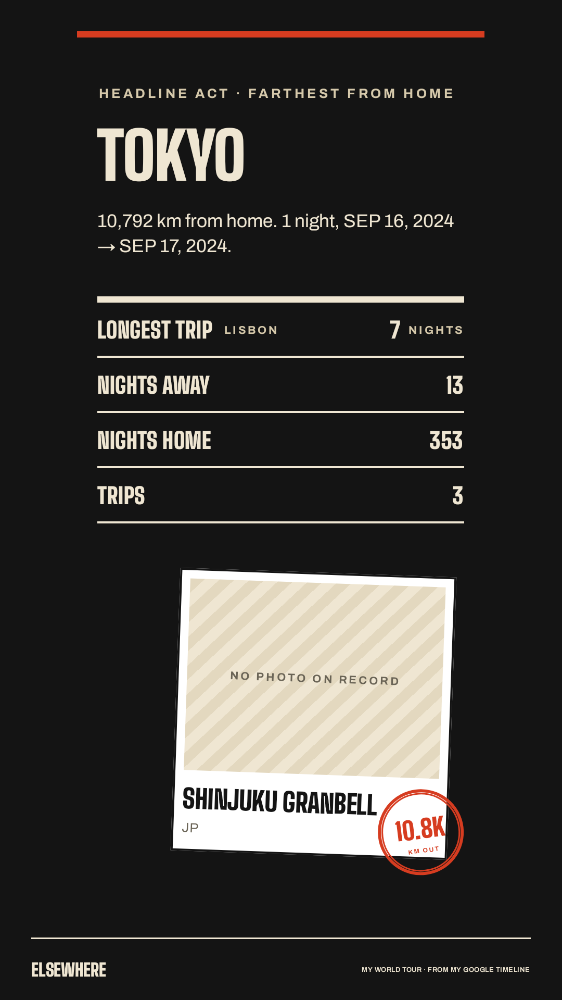 HEADLINE ACT · FARTHEST FROM HOME
TOKYO
10,792 km from home. 1 night, SEP 16, 2024
→ SEP 17, 2024.
LONGEST TRIP LISBON 7 NIGHTS
NIGHTS AWAY 13
NIGHTS HOME 353
TRIPS 3
NO PHOTO ON RECORD
SHINJUKU GRANBELL
JP
10.8K
KM OUT
ELSEWHERE
MY WORLD TOUR · FROM MY GOOGLE TIMELINE